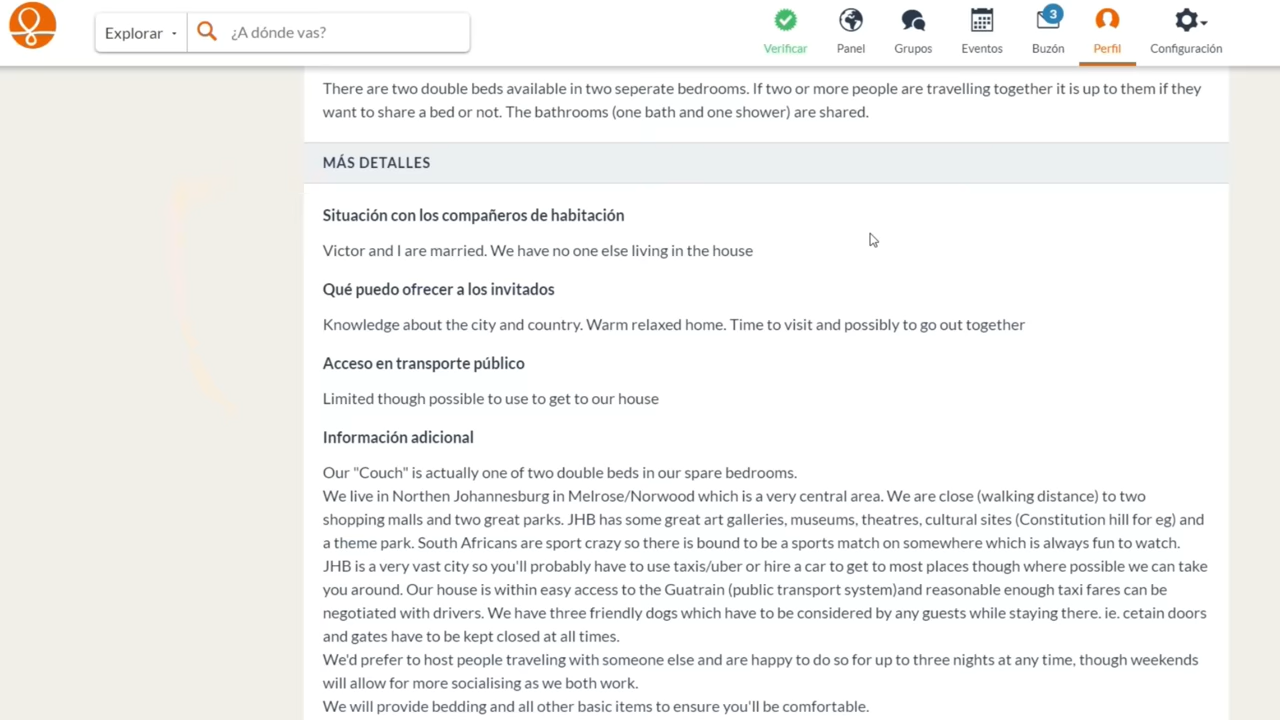 Explorar
¿A dónde vas?
Verificar
Panel
Grupos
Eventos
3
Buzón
Perfil
Configuración
There are two double beds available in two seperate bedrooms. If two or more people are travelling together it is up to them if they
want to share a bed or not. The bathrooms (one bath and one shower) are shared.
MÁS DETALLES
Situación con los compañeros de habitación
Victor and I are married. We have no one else living in the house
Qué puedo ofrecer a los invitados
Knowledge about the city and country. Warm relaxed home. Time to visit and possibly to go out together
Acceso en transporte público
Limited though possible to use to get to our house
Información adicional
Our "Couch" is actually one of two double beds in our spare bedrooms.
We live in Northen Johannesburg in Melrose/Norwood which is a very central area. We are close (walking distance) to two
shopping malls and two great parks. JHB has some great art galleries, museums, theatres, cultural sites (Constitution hill for eg) and
a theme park. South Africans are sport crazy so there is bound to be a sports match on somewhere which is always fun to watch.
JHB is a very vast city so you'll probably have to use taxis/uber or hire a car to get to most places though where possible we can take
you around. Our house is within easy access to the Guatrain (public transport system)and reasonable enough taxi fares can be
negotiated with drivers. We have three friendly dogs which have to be considered by any guests while staying there. ie. cetain doors
and gates have to be kept closed at all times.
We'd prefer to host people traveling with someone else and are happy to do so for up to three nights at any time, though weekends
will allow for more socialising as we both work.
We will provide bedding and all other basic items to ensure you'll be comfortable.